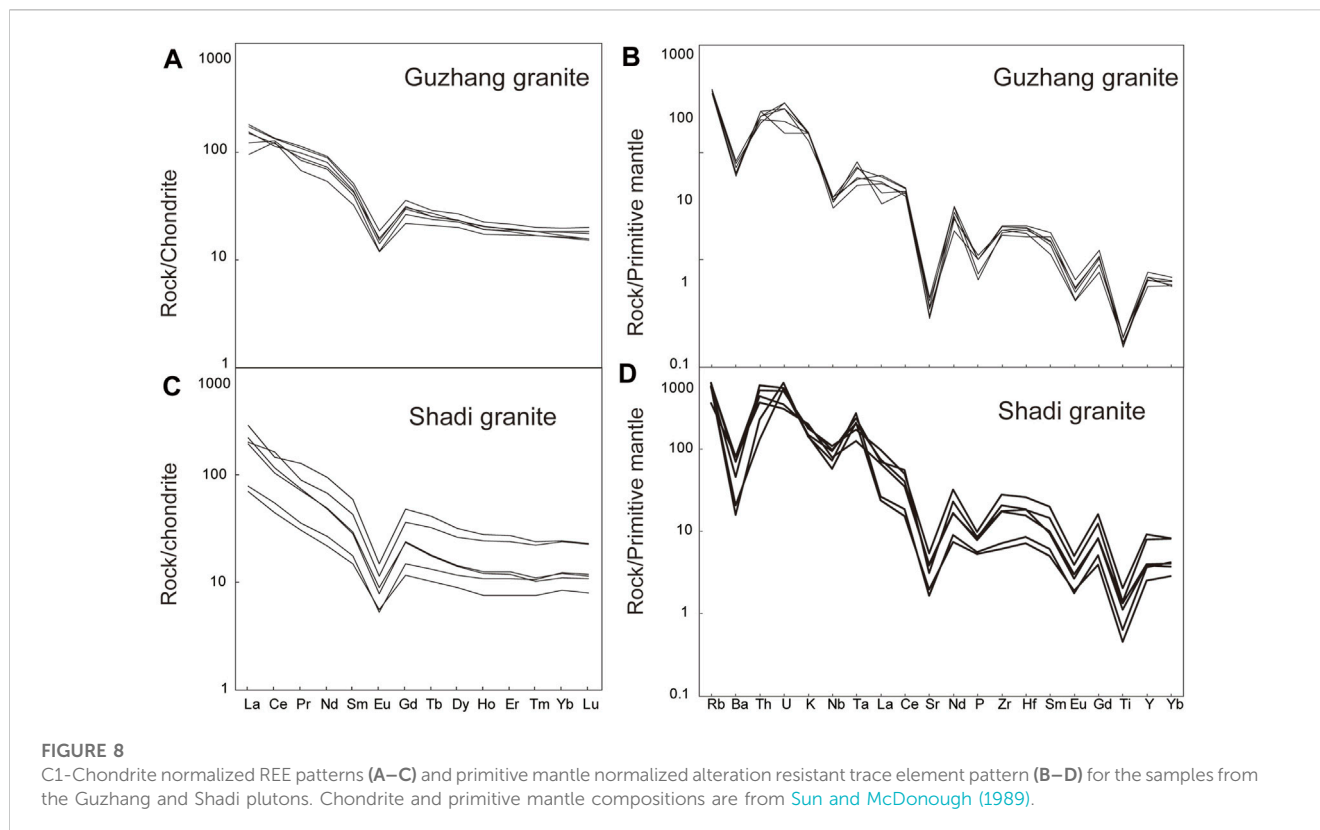 A
1000
100
10
1
Rock/Chondrite
Guzhang granite
B
1000
100
10
1
0.1
Rock/Primitive mantle
Guzhang granite
C
1000
100
10
1
Rock/chondrite
Shadi granite
La Ce Pr Nd Sm Eu Gd Tb Dy Ho Er Tm Yb Lu
D
1000
100
10
1
0.1
Rock/Primitive mantle
Shadi granite
Rb Ba Th U K Nb Ta La Ce Sr Nd P Zr Hf Sm Eu Gd Ti Y Yb
FIGURE 8
C1-Chondrite normalized REE patterns (A–C) and primitive mantle normalized alteration resistant trace element pattern (B–D) for the samples from
the Guzhang and Shadi plutons. Chondrite and primitive mantle compositions are from Sun and McDonough (1989).